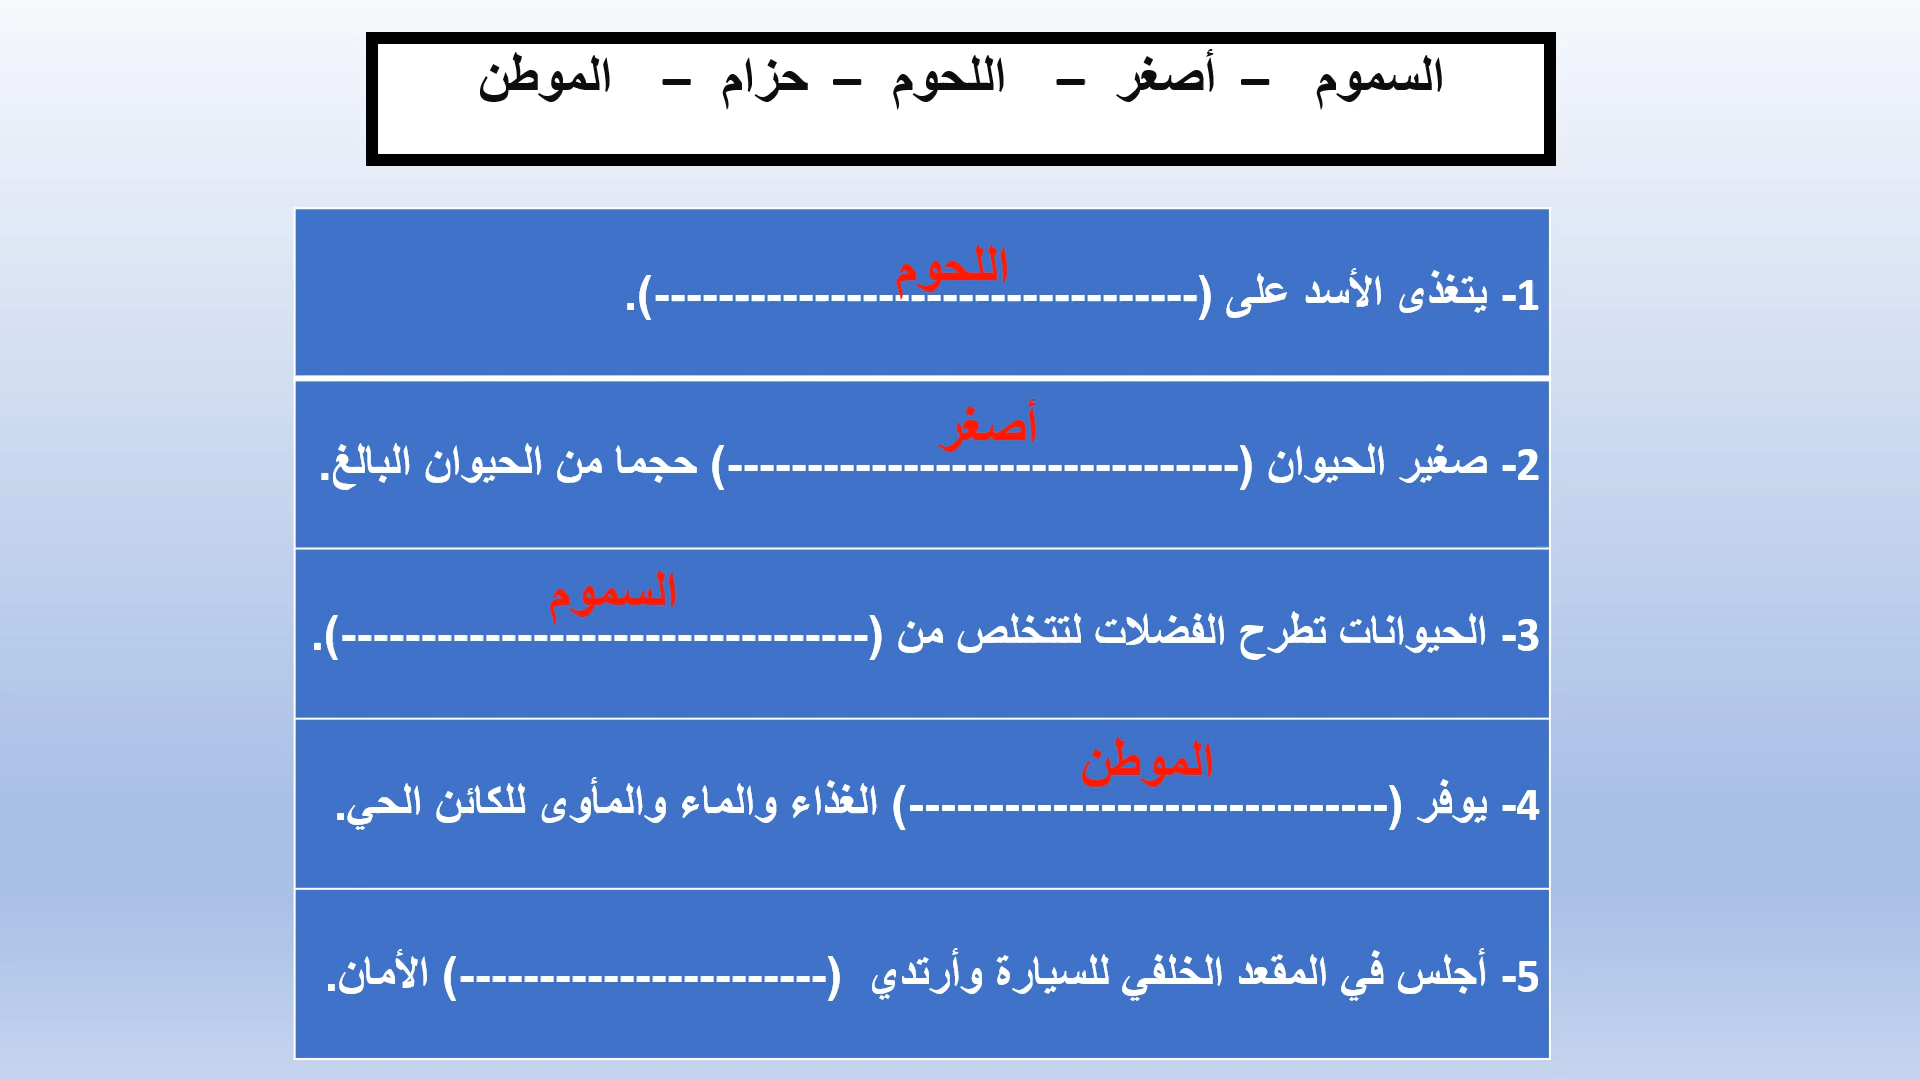 السموم – أصغر – اللحوم – حزام – الموطن
اللحوم
1- يتغذى الأسد على (----------------------------------).
أصغر
2- صغير الحيوان (--------------------------------) حجما من الحيوان البالغ.
السموم
3- الحيوانات تطرح الفضلات لتتخلص من (---------------------------------).
الموطن
4- يوفر (------------------------------) الغذاء والماء والمأوى للكائن الحي.
5- أجلس في المقعد الخلفي للسيارة وأرتدي (-----------------------) الأمان.